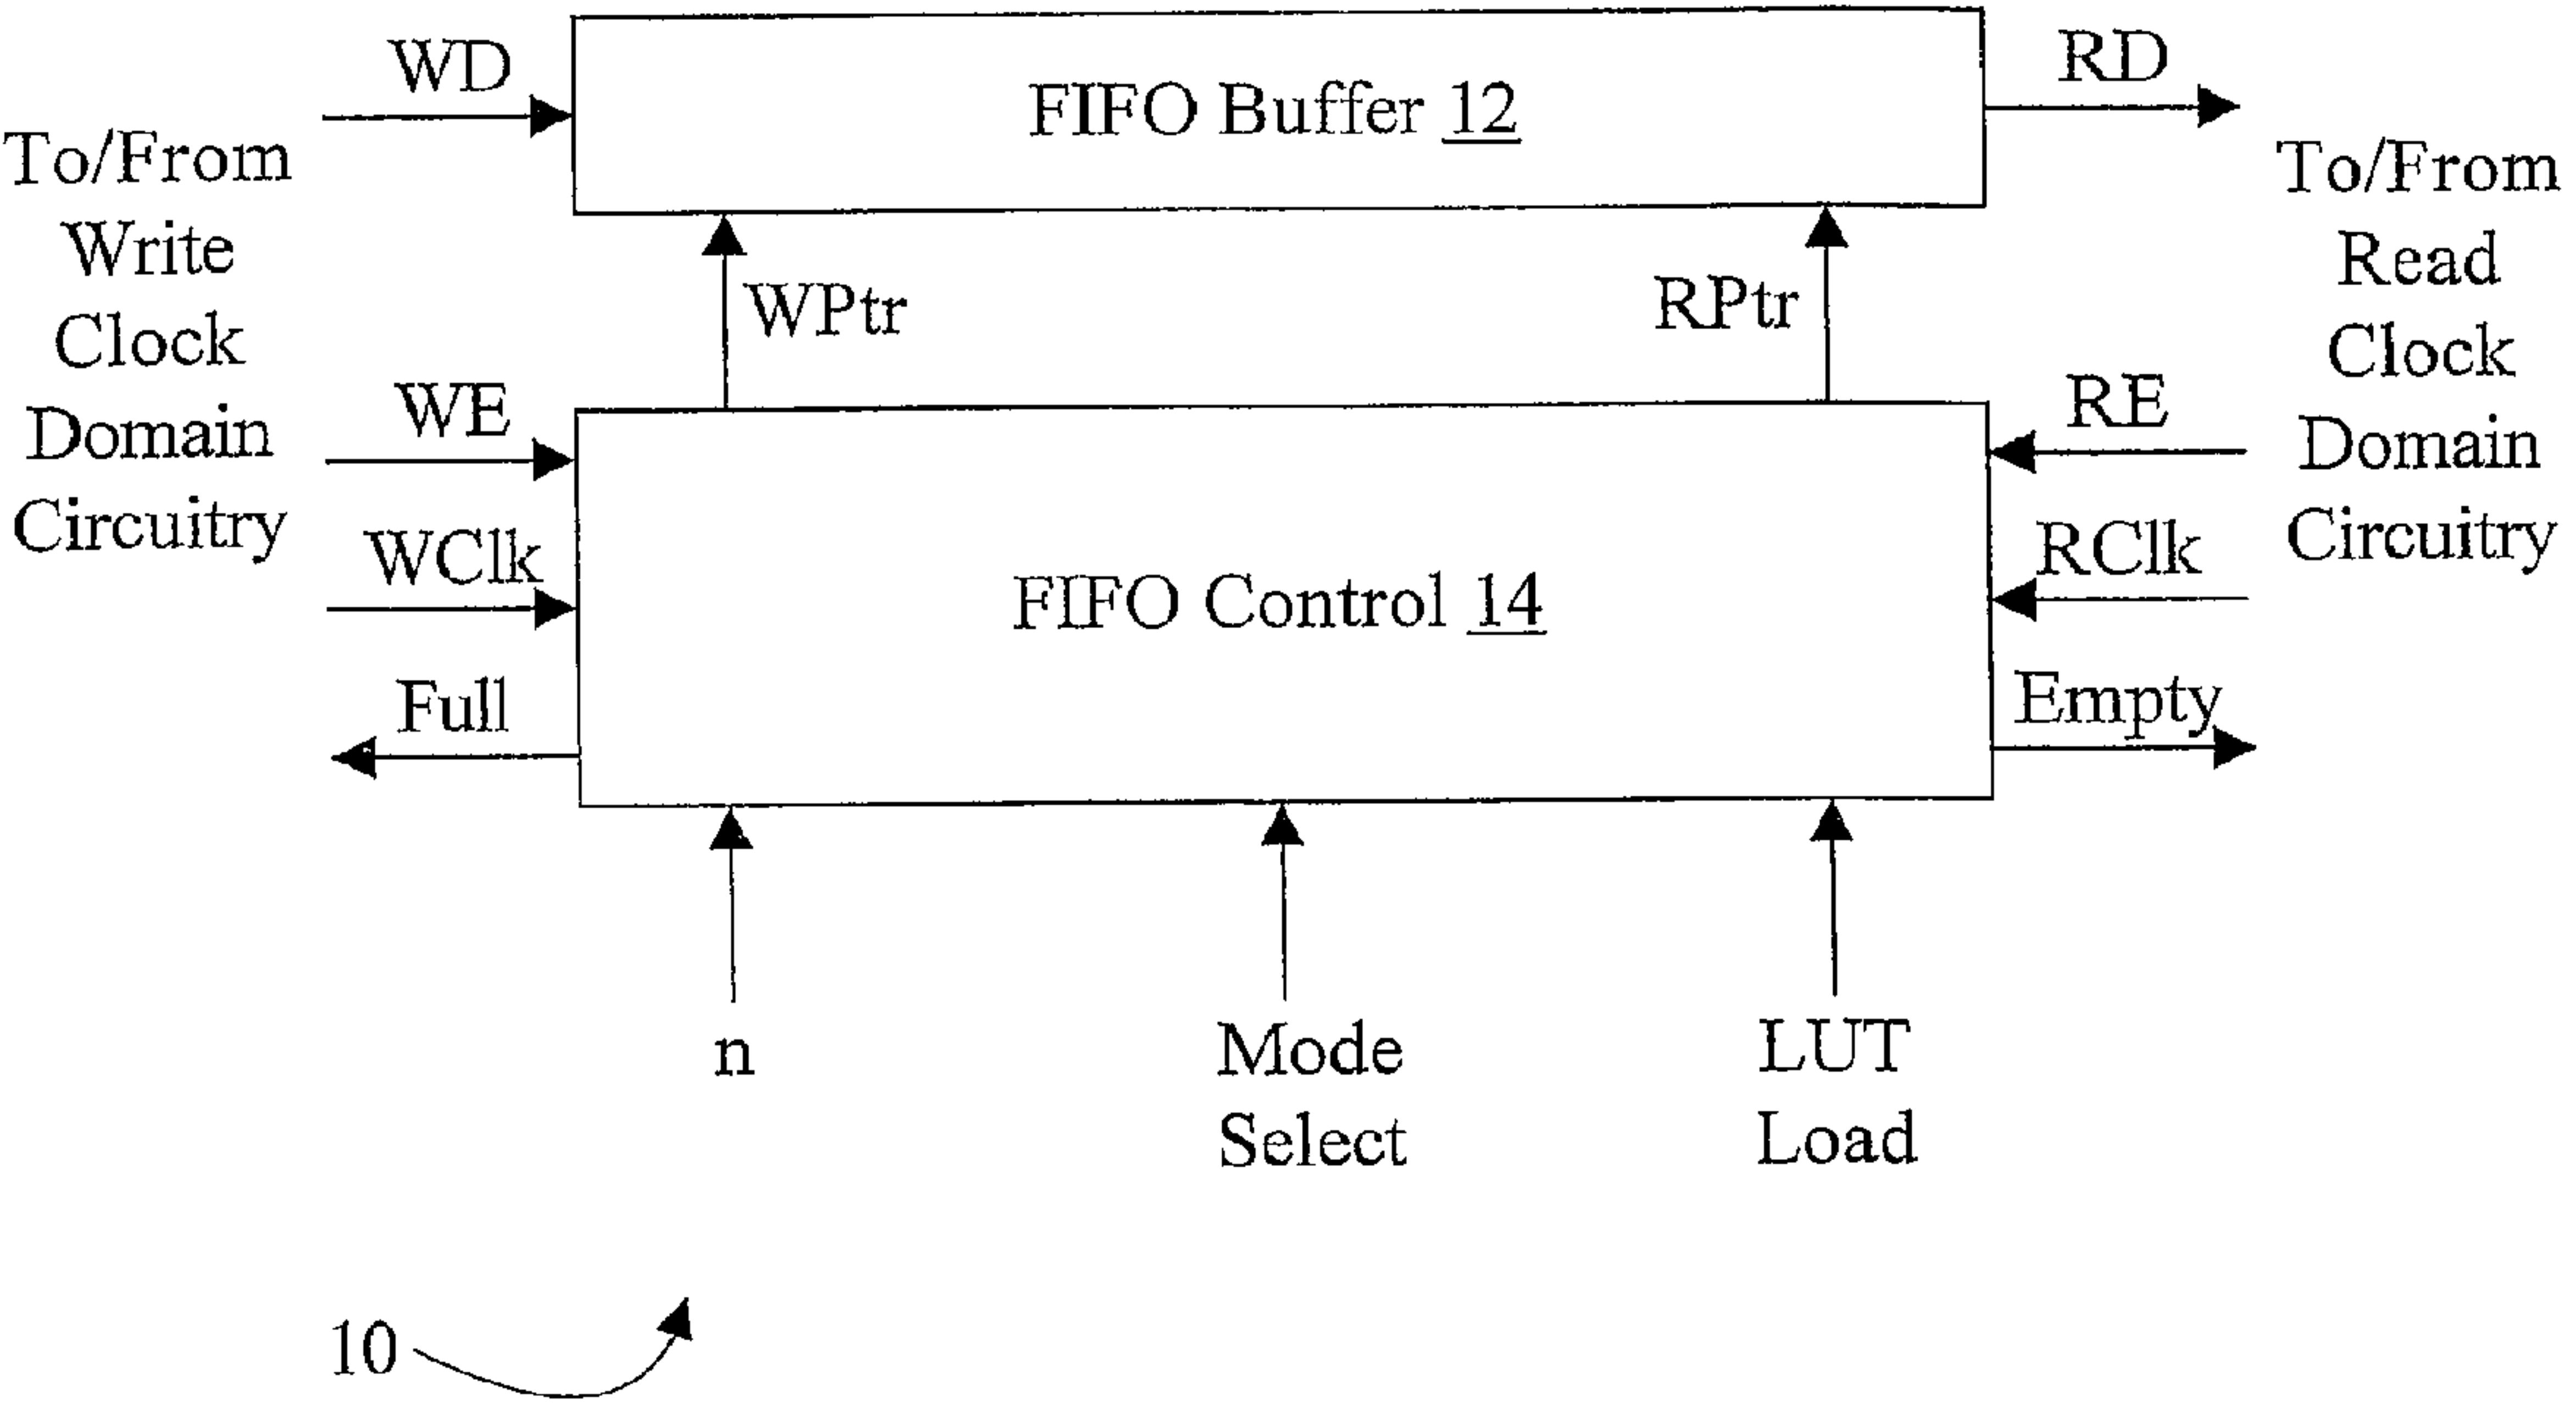 WD
FIFO Buffer 12
RD
To/From
Write
Clock
Domain
Circuitry
To/From
Read
Clock
Domain
Circuitry
WPtr
RPtr
WE
WClk
Full
FIFO Control 14
RE
RClk
Empty
n
Mode
Select
LUT
Load
10